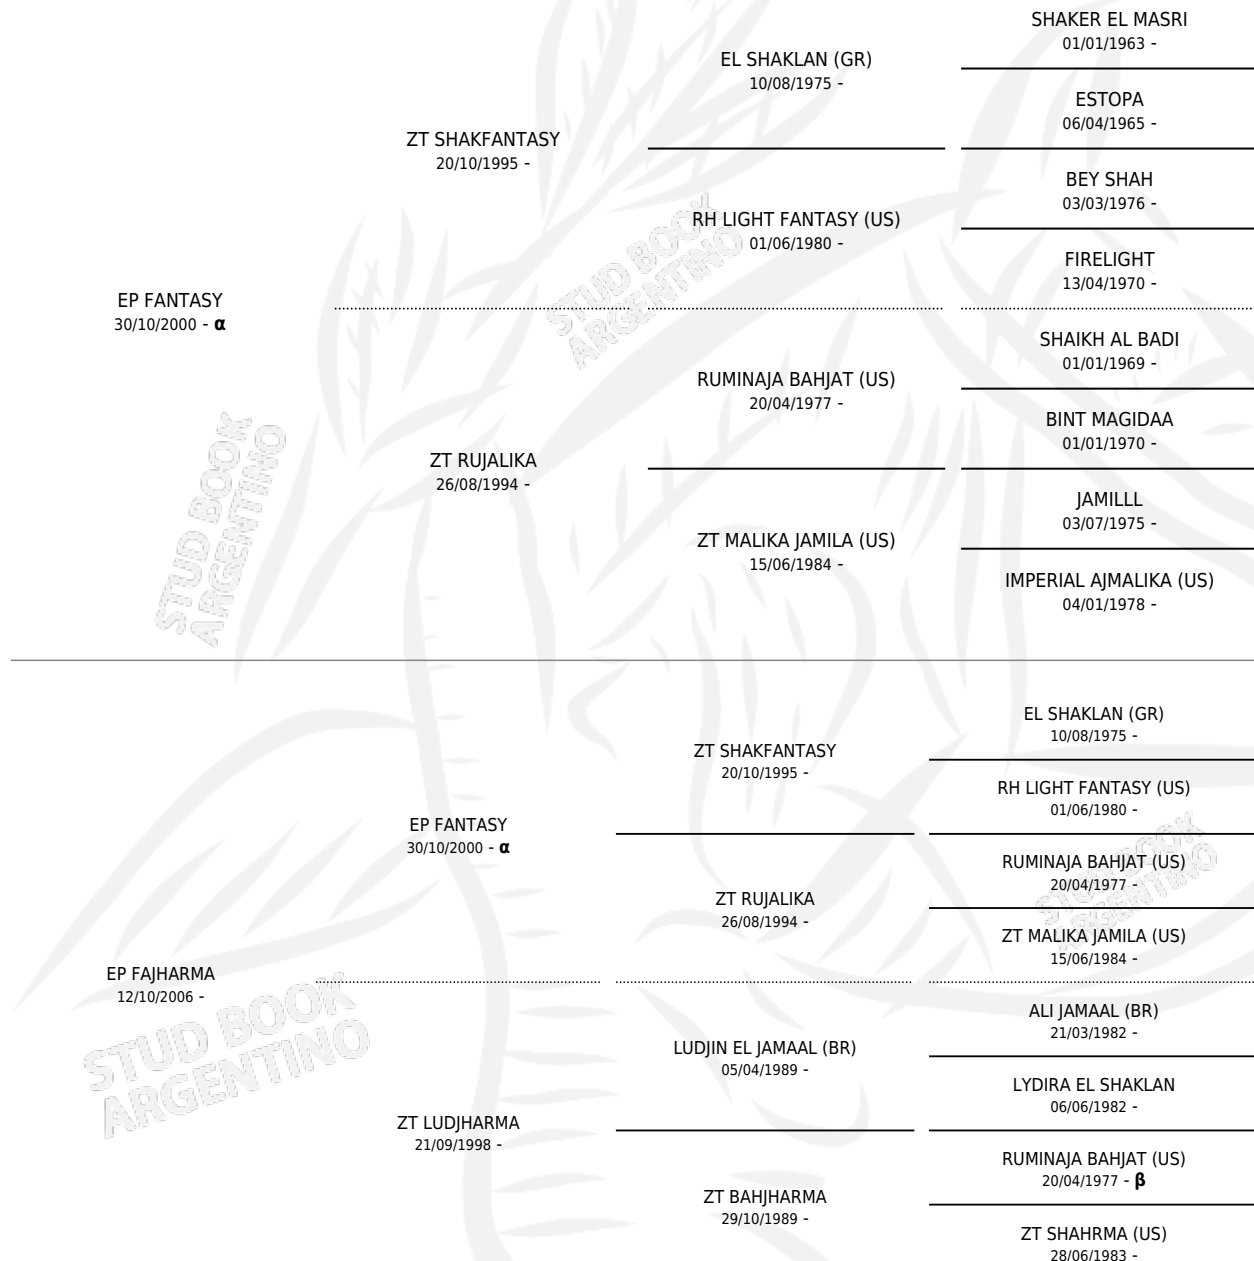 SHAKER EL MASRI
01/01/1963 -
EL SHAKLAN (GR)
10/08/1975 -
ESTOPA
06/04/1965 -
ZT SHAKFANTASY
20/10/1995 -
BEY SHAH
03/03/1976 -
RH LIGHT FANTASY (US)
01/06/1980 -
FIRELIGHT
13/04/1970 -
EP FANTASY
30/10/2000 - α
SHAIKH AL BADI
01/01/1969 -
RUMINAJA BAHJAT (US)
20/04/1977 -
BINT MAGIDAA
01/01/1970 -
ZT RUJALIKA
26/08/1994 -
JAMILLL
03/07/1975 -
ZT MALIKA JAMILA (US)
15/06/1984 -
IMPERIAL AJMALIKA (US)
04/01/1978 -
STUD BOOK
ARGENTINO
STUD BOOK
ARGENTINO
EL SHAKLAN (GR)
10/08/1975 -
ZT SHAKFANTASY
20/10/1995 -
RH LIGHT FANTASY (US)
01/06/1980 -
EP FANTASY
30/10/2000 - α
RUMINAJA BAHJAT (US)
20/04/1977 -
ZT RUJALIKA
26/08/1994 -
ZT MALIKA JAMILA (US)
15/06/1984 -
EP FAJHARMA
12/10/2006 -
ALI JAMAAL (BR)
21/03/1982 -
LUDJIN EL JAMAAL (BR)
05/04/1989 -
LYDIRA EL SHAKLAN
06/06/1982 -
ZT LUDJHARMA
21/09/1998 -
RUMINAJA BAHJAT (US)
20/04/1977 - β
ZT BAHJHARMA
29/10/1989 -
ZT SHAHRMA (US)
28/06/1983 -
STUD BOOK
ARGENTINO
STUD BOOK
ARGENTINO